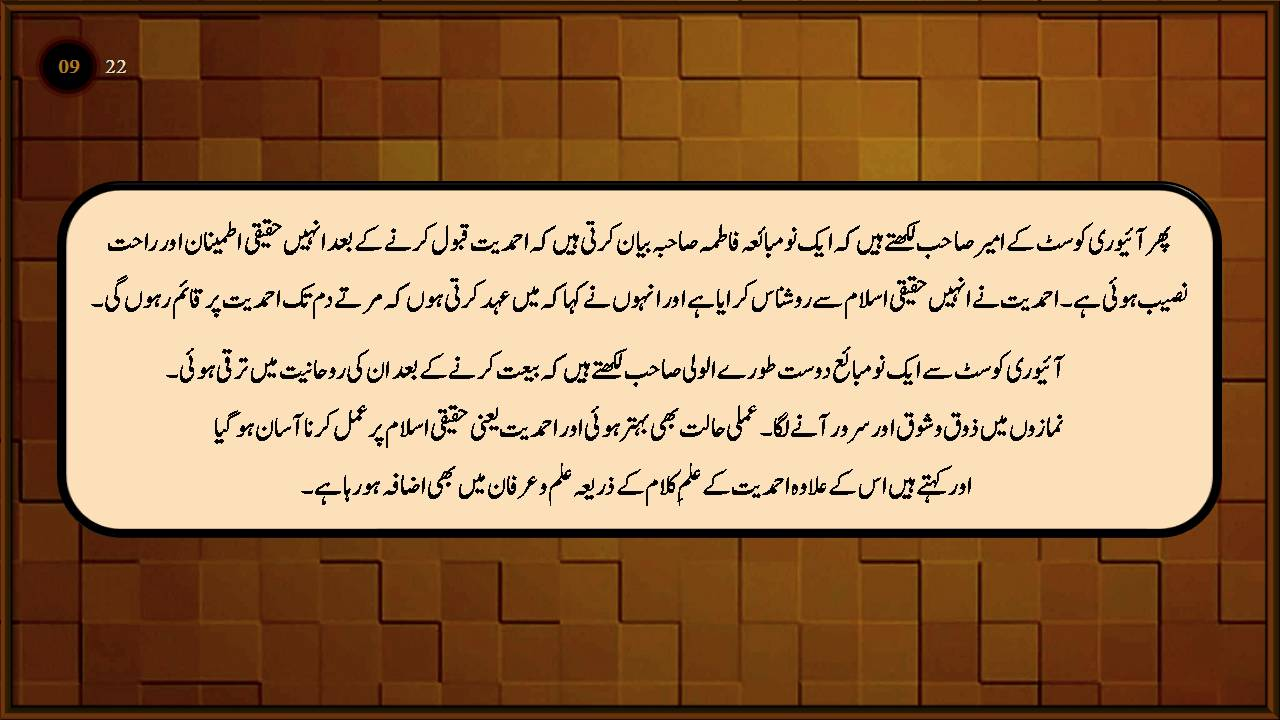 09 22
پھر آئیوری کوسٹ کے امیر صاحب لکھتے ہیں کہ ایک نو مبائعہ فاطمہ صاحبہ بیان کرتی ہیں کہ احمدیت قبول کرنے کے بعد انہیں حقیقی اطمینان اور راحت
نصیب ہوئی ہے۔ احمدیت نے انہیں حقیقی اسلام سے روشناس کرایا ہے اور انہوں نے کہا کہ میں عہد کرتی ہوں کہ مرتے دم تک احمدیت پر قائم رہوں گی۔
آئیوری کوسٹ سے ایک نو مبائع دوست طورے الولی صاحب لکھتے ہیں کہ بیعت کرنے کے بعد ان کی روحانیت میں ترقی ہوئی۔
نمازوں میں ذوق و شوق اور سرور آنے لگا۔ عملی حالت بھی بہتر ہوئی اور احمدیت یعنی حقیقی اسلام پر عمل کرنا آسان ہو گیا
اور کہتے ہیں اس کے علاوہ احمدیت کے علمِ کلام کے ذریعہ علم و عرفان میں بھی اضافہ ہو رہا ہے۔